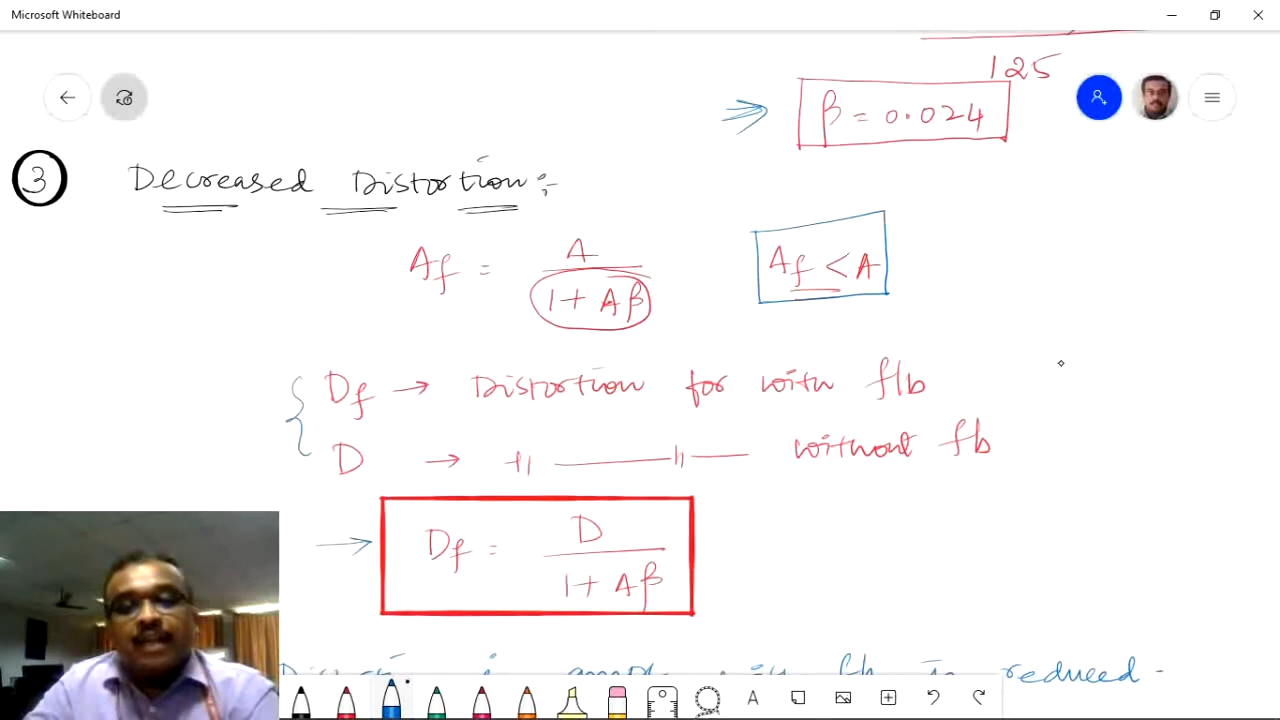 Microsoft Whiteboard
125
β = 0.024
3 Decreased Distortion :-
Af = A / 1 + Aβ
Af < A
Df → Distortion for with f/b
D → 〃 —— 〃 — without fb
→ Df = D / 1 + Aβ
fb is reduced
A